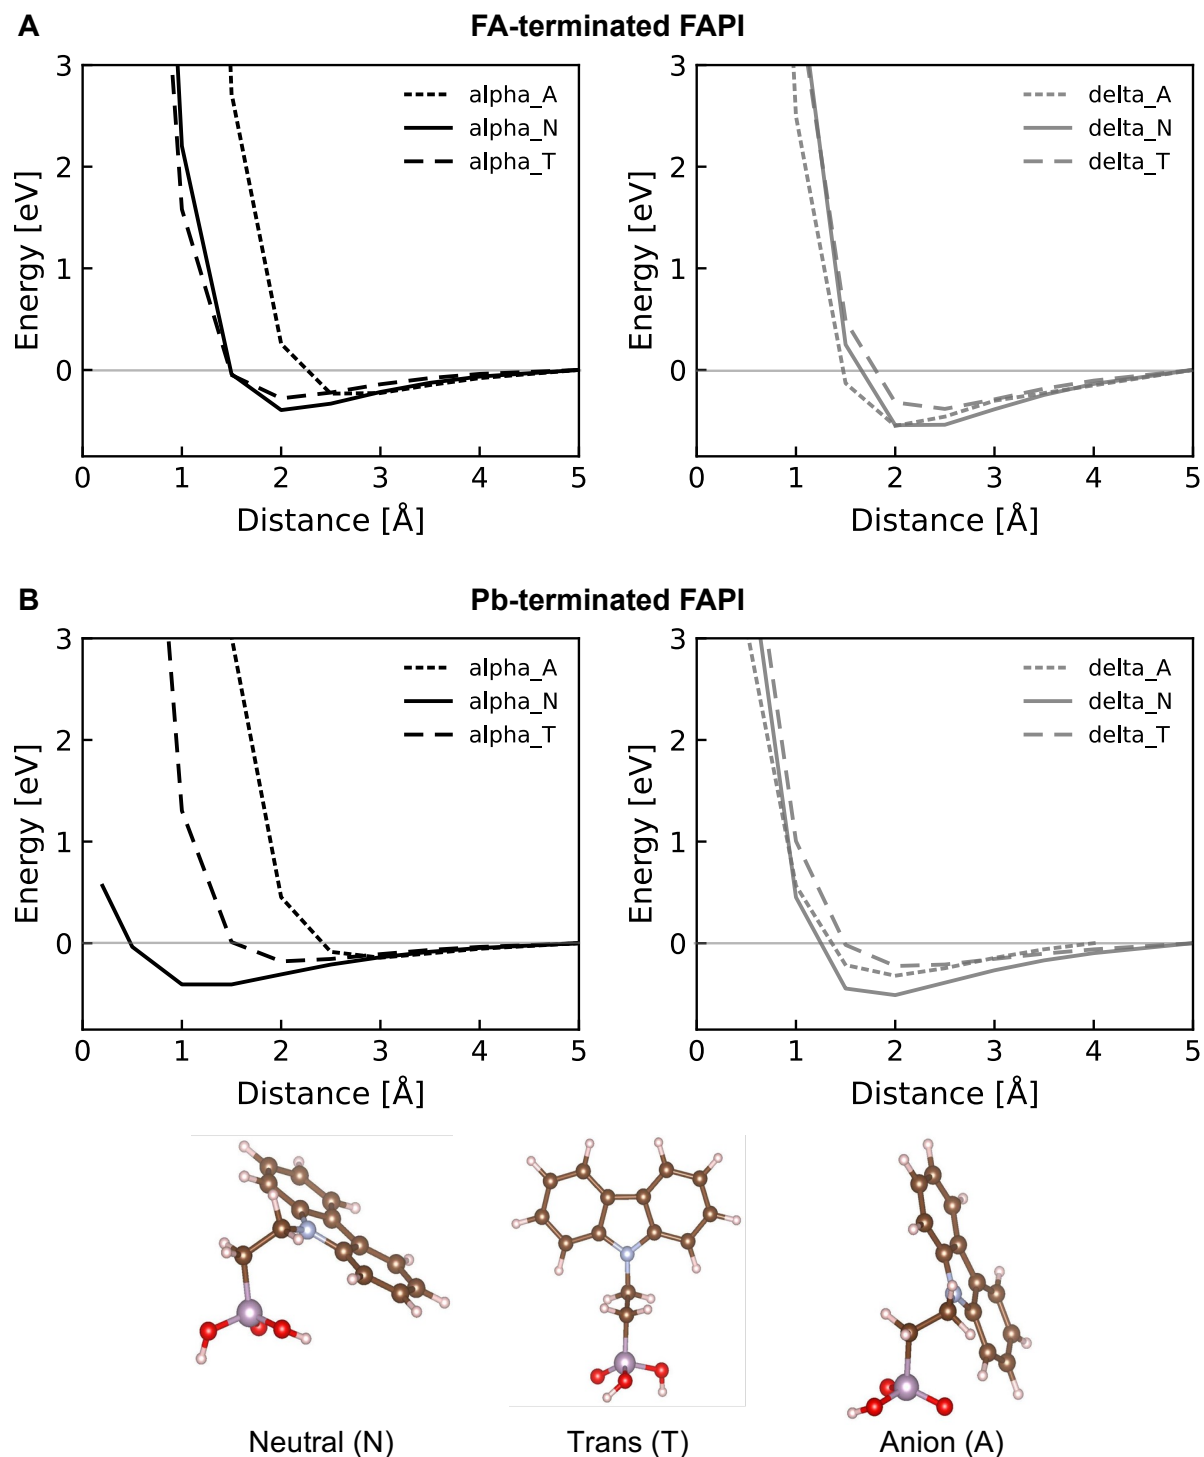 A
FA-terminated FAPI
3
2
1
0
Energy [eV]
alpha_A
alpha_N
alpha_T
0 1 2 3 4 5
Distance [Å]
3
2
1
0
Energy [eV]
delta_A
delta_N
delta_T
0 1 2 3 4 5
Distance [Å]
B
Pb-terminated FAPI
3
2
1
0
Energy [eV]
alpha_A
alpha_N
alpha_T
0 1 2 3 4 5
Distance [Å]
3
2
1
0
Energy [eV]
delta_A
delta_N
delta_T
0 1 2 3 4 5
Distance [Å]
Neutral (N)
Trans (T)
Anion (A)